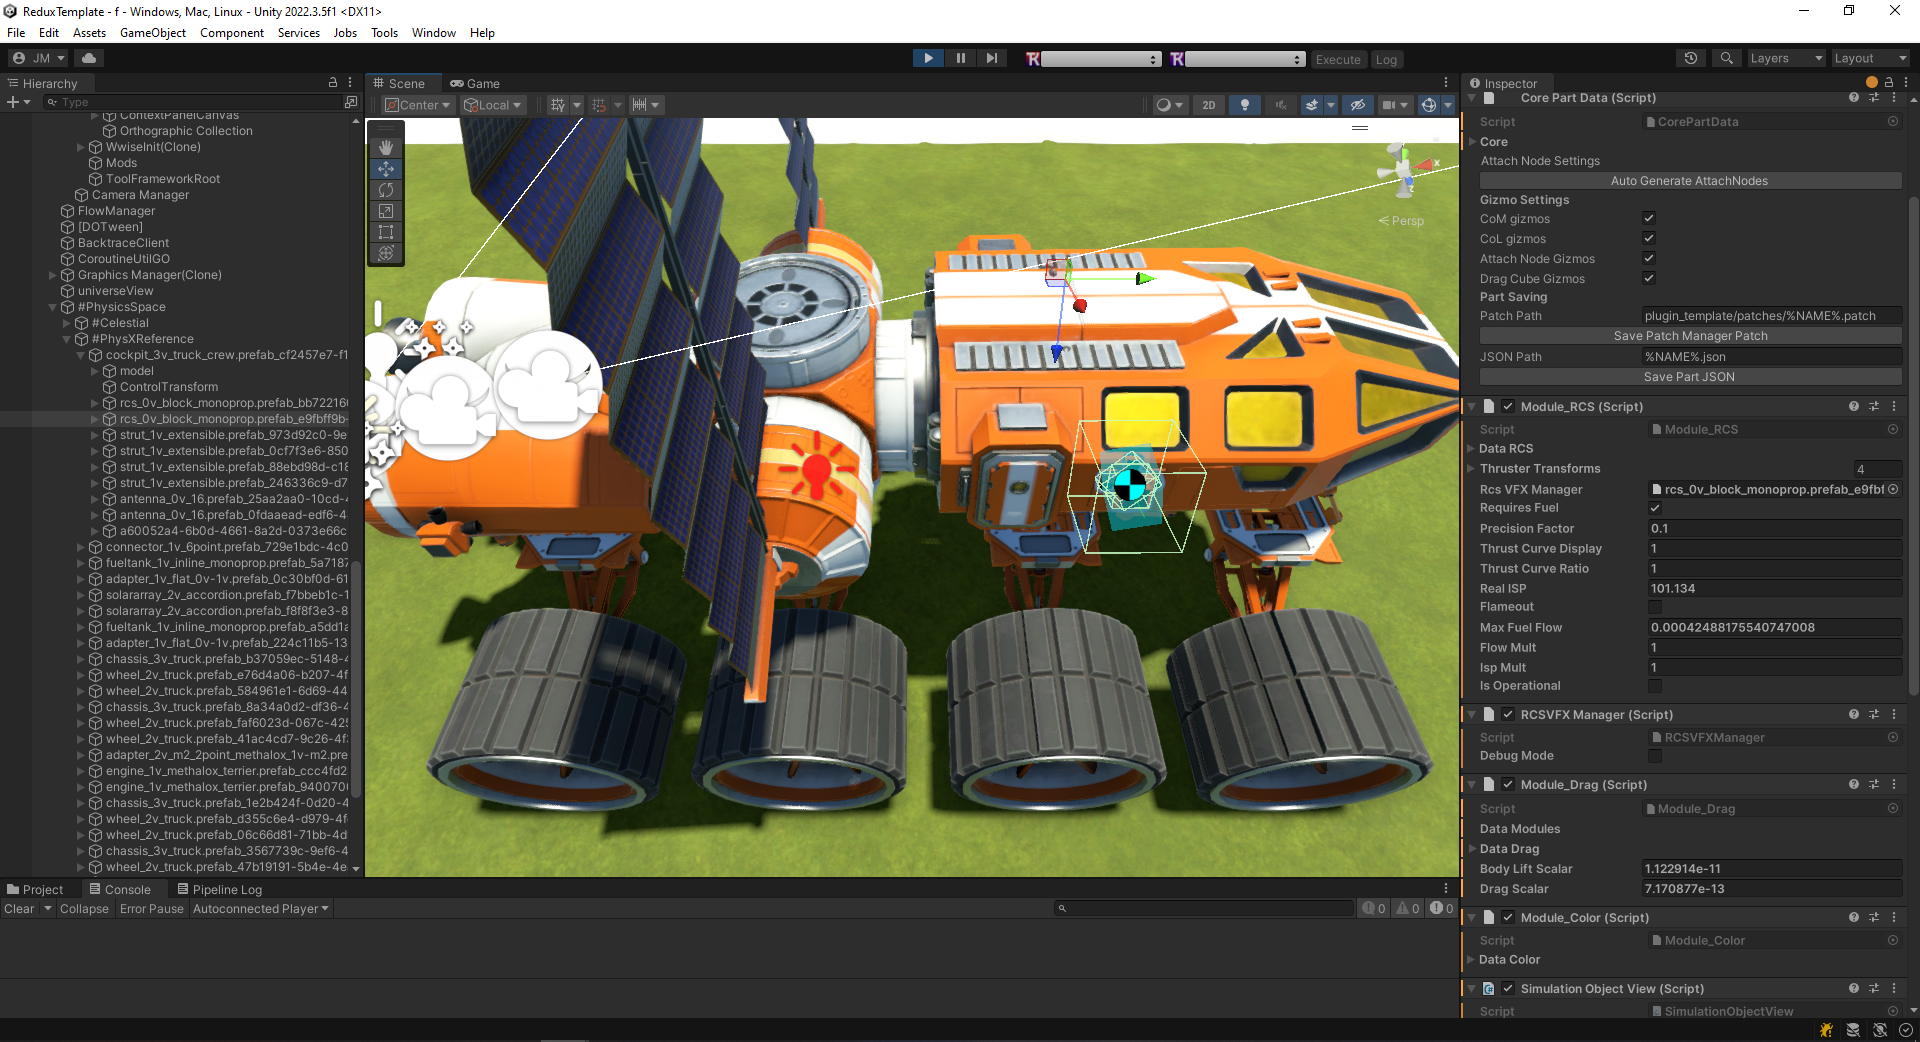 ReduxTemplate - f - Windows, Mac, Linux - Unity 2022.3.5f1 <DX11>
File Edit Assets GameObject Component Services Jobs Tools Window Help
JM
Execute Log
Layers Layout
Hierarchy
Type
ContextPanelCanvas
Orthographic Collection
WwiseInit(Clone)
Mods
ToolFrameworkRoot
Camera Manager
FlowManager
[DOTween]
BacktraceClient
CoroutineUtilGO
Graphics Manager(Clone)
universeView
#PhysicsSpace
#Celestial
#PhysXReference
cockpit_3v_truck_crew.prefab_cf2457e7-f1
model
ControlTransform
rcs_0v_block_monoprop.prefab_bb72216
rcs_0v_block_monoprop.prefab_e9fbff9b-
strut_1v_extensible.prefab_973d92c0-9e
strut_1v_extensible.prefab_0cf7f3e6-850
strut_1v_extensible.prefab_88ebd98d-c18
strut_1v_extensible.prefab_246336c9-d7
antenna_0v_16.prefab_25aa2aa0-10cd-4
antenna_0v_16.prefab_0fdaaead-edf6-4
a60052a4-6b0d-4661-8a2d-0373e66c
connector_1v_6point.prefab_729e1bdc-4c0
fueltank_1v_inline_monoprop.prefab_5a7187
adapter_1v_flat_0v-1v.prefab_0c30bf0d-61
solararray_2v_accordion.prefab_f7bbeb1c-1
solararray_2v_accordion.prefab_f8f8f3e3-8
fueltank_1v_inline_monoprop.prefab_a5dd1a
adapter_1v_flat_0v-1v.prefab_224c11b5-13
chassis_3v_truck.prefab_b37059ec-5148-4
wheel_2v_truck.prefab_e76d4a06-b207-4f
wheel_2v_truck.prefab_584961e1-6d69-44
chassis_3v_truck.prefab_8a34a0d2-df36-4
wheel_2v_truck.prefab_faf6023d-067c-425
wheel_2v_truck.prefab_41ac4cd7-9c26-4f
adapter_2v_m2_2point_methalox_1v-m2.pre
engine_1v_methalox_terrier.prefab_ccc4fd2
engine_1v_methalox_terrier.prefab_940070
chassis_3v_truck.prefab_1e2b424f-0d20-4
wheel_2v_truck.prefab_d355c6e4-d979-4f
wheel_2v_truck.prefab_06c66d81-71bb-4d
chassis_3v_truck.prefab_3567739c-9ef6-4
wheel_2v_truck.prefab_47b19191-5b4e-4e
Scene Game
Center Local
2D
x
z
Persp
Inspector
Core Part Data (Script)
Script CorePartData
Core
Attach Node Settings
Auto Generate AttachNodes
Gizmo Settings
CoM gizmos
CoL gizmos
Attach Node Gizmos
Drag Cube Gizmos
Part Saving
Patch Path plugin_template/patches/%NAME%.patch
Save Patch Manager Patch
JSON Path %NAME%.json
Save Part JSON
Module_RCS (Script)
Script Module_RCS
Data RCS
Thruster Transforms 4
Rcs VFX Manager rcs_0v_block_monoprop.prefab_e9fbf
Requires Fuel
Precision Factor 0.1
Thrust Curve Display 1
Thrust Curve Ratio 1
Real ISP 101.134
Flameout
Max Fuel Flow 0.00042488175540747008
Flow Mult 1
Isp Mult 1
Is Operational
RCSVFX Manager (Script)
Script RCSVFXManager
Debug Mode
Module_Drag (Script)
Script Module_Drag
Data Modules
Data Drag
Body Lift Scalar 1.122914e-11
Drag Scalar 7.170877e-13
Module_Color (Script)
Script Module_Color
Data Color
Simulation Object View (Script)
Script SimulationObjectView
Project Console Pipeline Log
Clear Collapse Error Pause Autoconnected Player
0 0 0